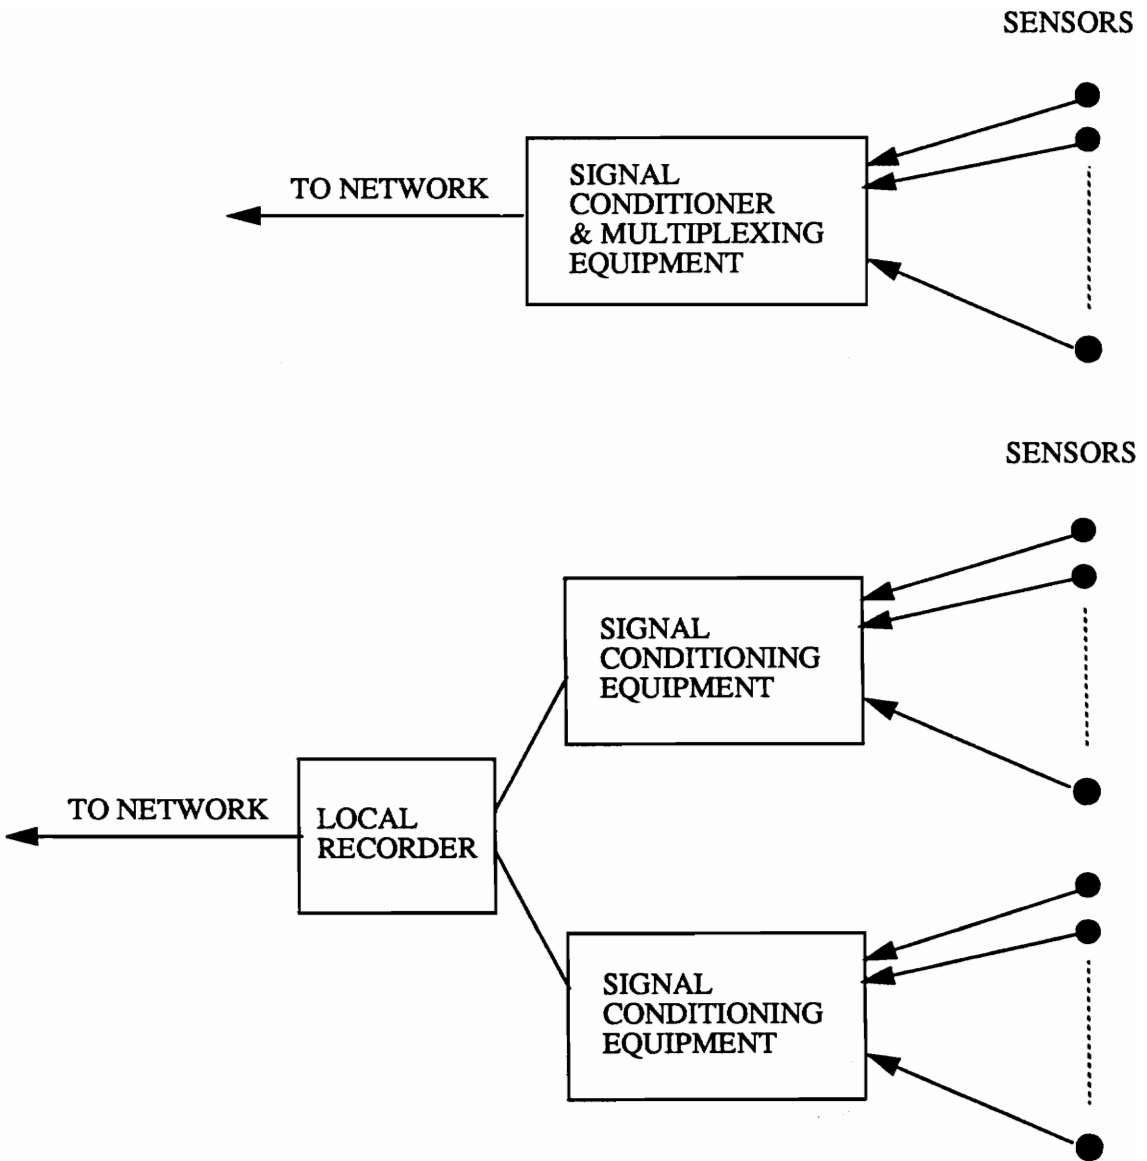 SENSORS
TO NETWORK
SIGNAL
CONDITIONER
& MULTIPLEXING
EQUIPMENT
SENSORS
SIGNAL
CONDITIONING
EQUIPMENT
TO NETWORK
LOCAL
RECORDER
SIGNAL
CONDITIONING
EQUIPMENT